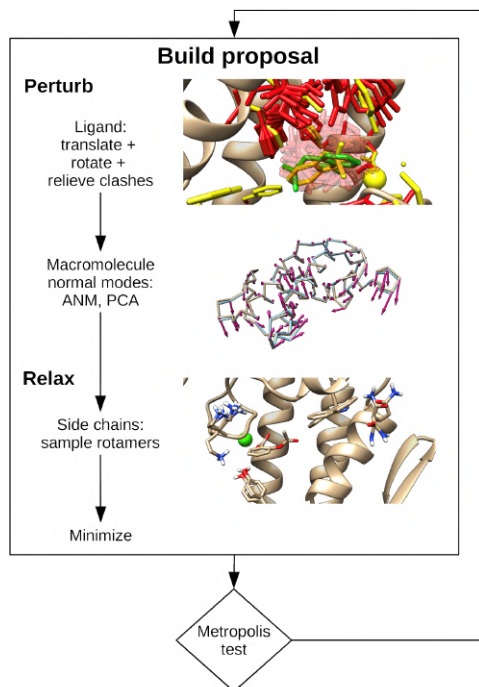 Build proposal
Perturb
Ligand:
translate +
rotate +
relieve clashes
Macromolecule
normal modes:
ANM, PCA
Relax
Side chains:
sample rotamers
Minimize
Metropolis
test